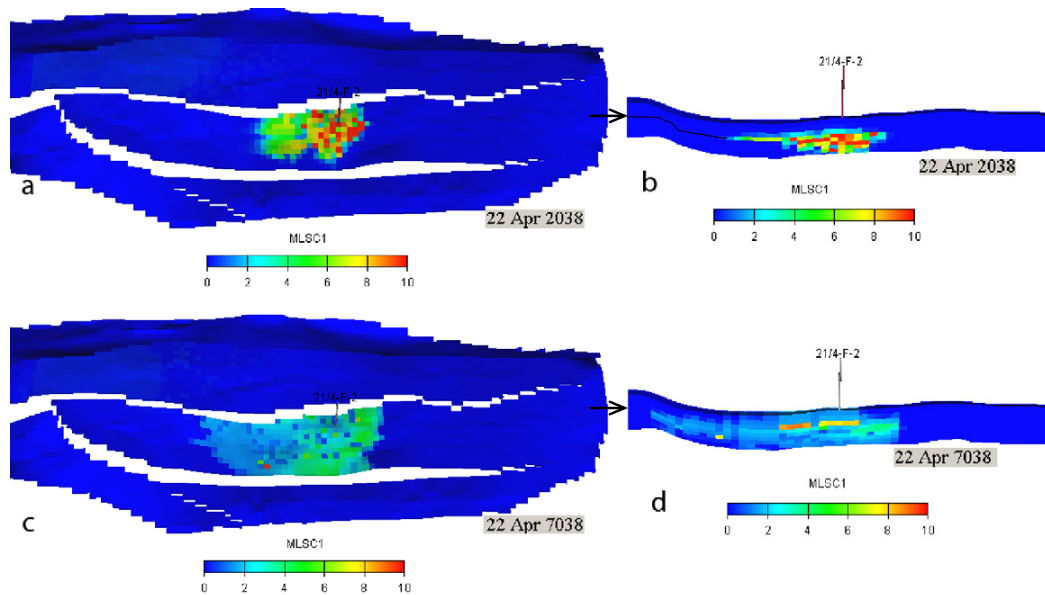 21/4-F-2
a
22 Apr 2038
MLSC1
0 2 4 6 8 10
21/4-F-2
b
22 Apr 2038
MLSC1
0 2 4 6 8 10
21/4-F-2
c
22 Apr 7038
MLSC1
0 2 4 6 8 10
21/4-F-2
22 Apr 7038
d
MLSC1
0 2 4 6 8 10